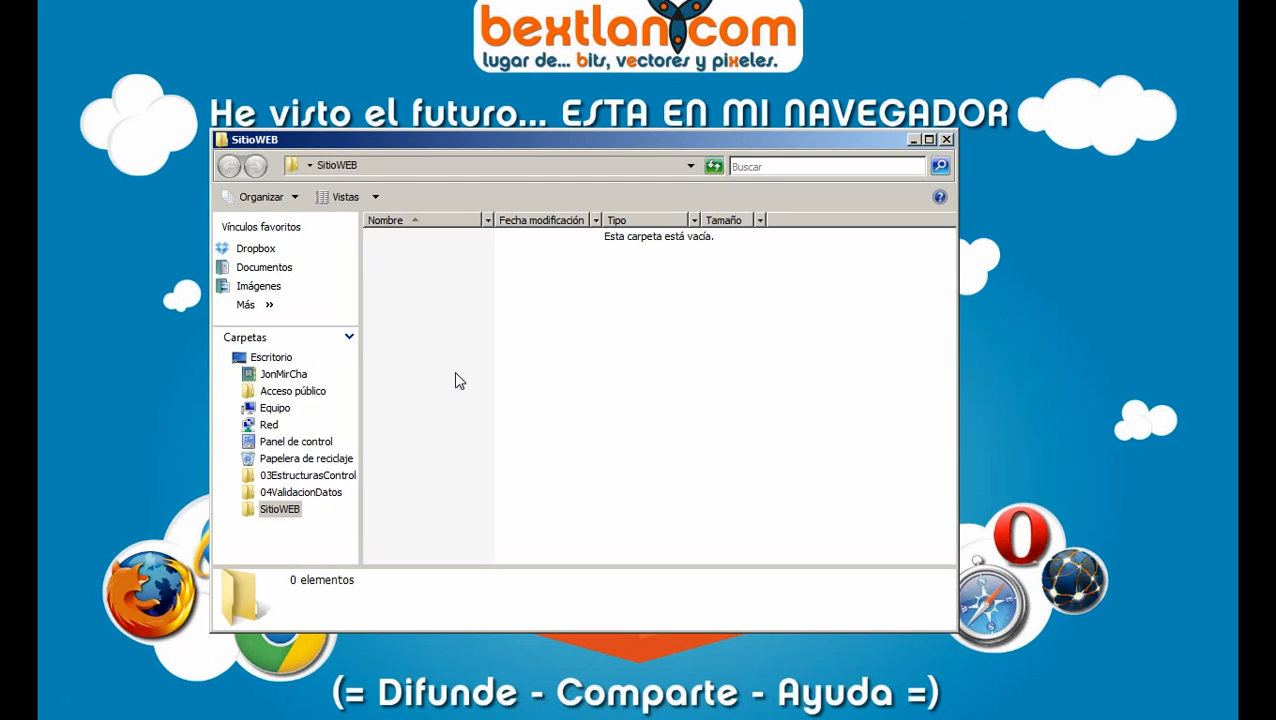 bextlan.com
lugar de... bits, vectores y pixeles.
He visto el futuro... ESTA EN MI NAVEGADOR
SitioWEB
SitioWEB
Buscar
Organizar
Vistas
Vínculos favoritos
Dropbox
Documentos
Imágenes
Más
Nombre
Fecha modificación
Tipo
Tamaño
Esta carpeta está vacía.
Carpetas
Escritorio
JonMirCha
Acceso público
Equipo
Red
Panel de control
Papelera de reciclaje
03EstructurasControl
04ValidacionDatos
SitioWEB
0 elementos
(= Difunde - Comparte - Ayuda =)